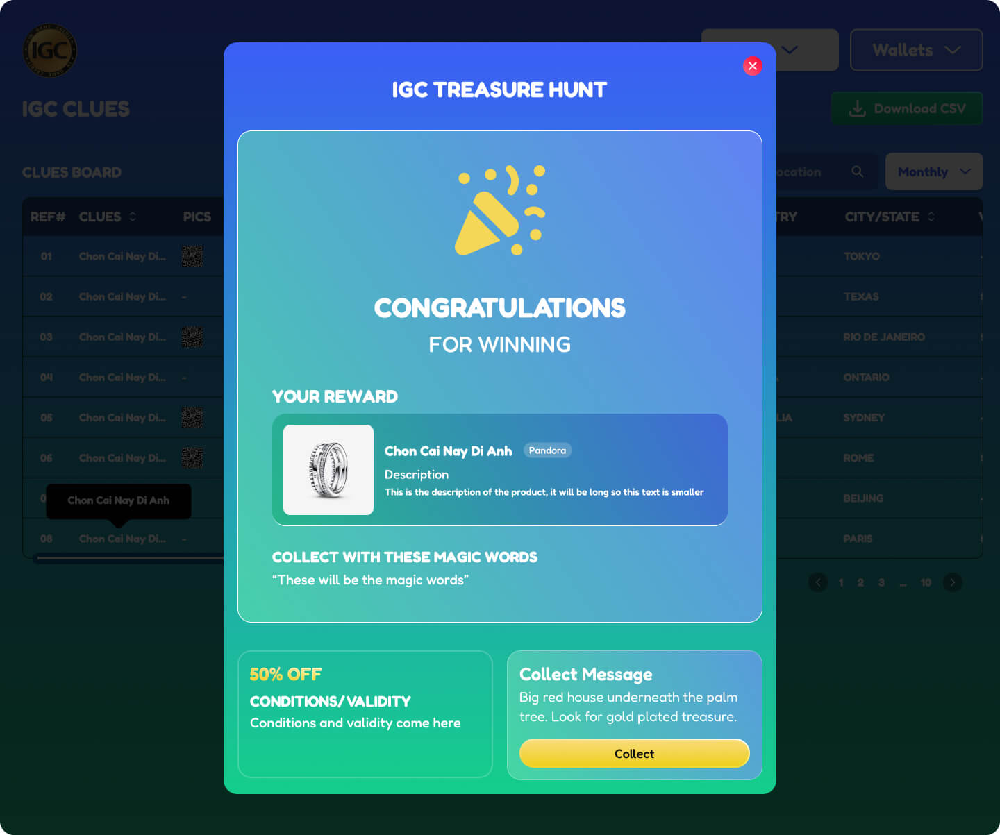 IGC
Wallets
IGC TREASURE HUNT
IGC CLUES
Download CSV
CLUES BOARD
ocation
Monthly
REF#
CLUES
PICS
TRY
CITY/STATE
01
Chon Cai Nay Di...
TOKYO
02
Chon Cai Nay Di...
-
TEXAS
03
Chon Cai Nay Di...
RIO DE JANEIRO
04
Chon Cai Nay Di...
-
ONTARIO
05
Chon Cai Nay Di...
LIA
SYDNEY
06
Chon Cai Nay Di...
ROME
0
Chon Cai Nay Di Anh
BEIJING
08
Chon Cai Nay Di...
-
PARIS
1 2 3 ... 10
CONGRATULATIONS
FOR WINNING
YOUR REWARD
Chon Cai Nay Di Anh
Pandora
Description
This is the description of the product, it will be long so this text is smaller
COLLECT WITH THESE MAGIC WORDS
“These will be the magic words”
50% OFF
CONDITIONS/VALIDITY
Conditions and validity come here
Collect Message
Big red house underneath the palm
tree. Look for gold plated treasure.
Collect